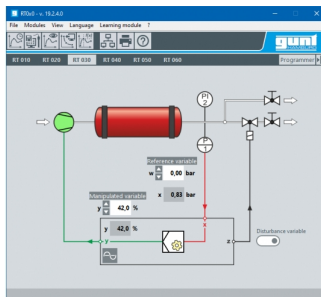 RT0x0 - v. 19.2.4.0
File Modules View Language Learning module ?
gunt
RT 010 RT 020 RT 030 RT 040 RT 050 RT 060 Programmer
PI
2
P
1
Reference variable
w 0,00 bar
x 0,83 bar
Manipulated variable
y 42,0 %
y 42,0 %
x
y
z
Disturbance variable